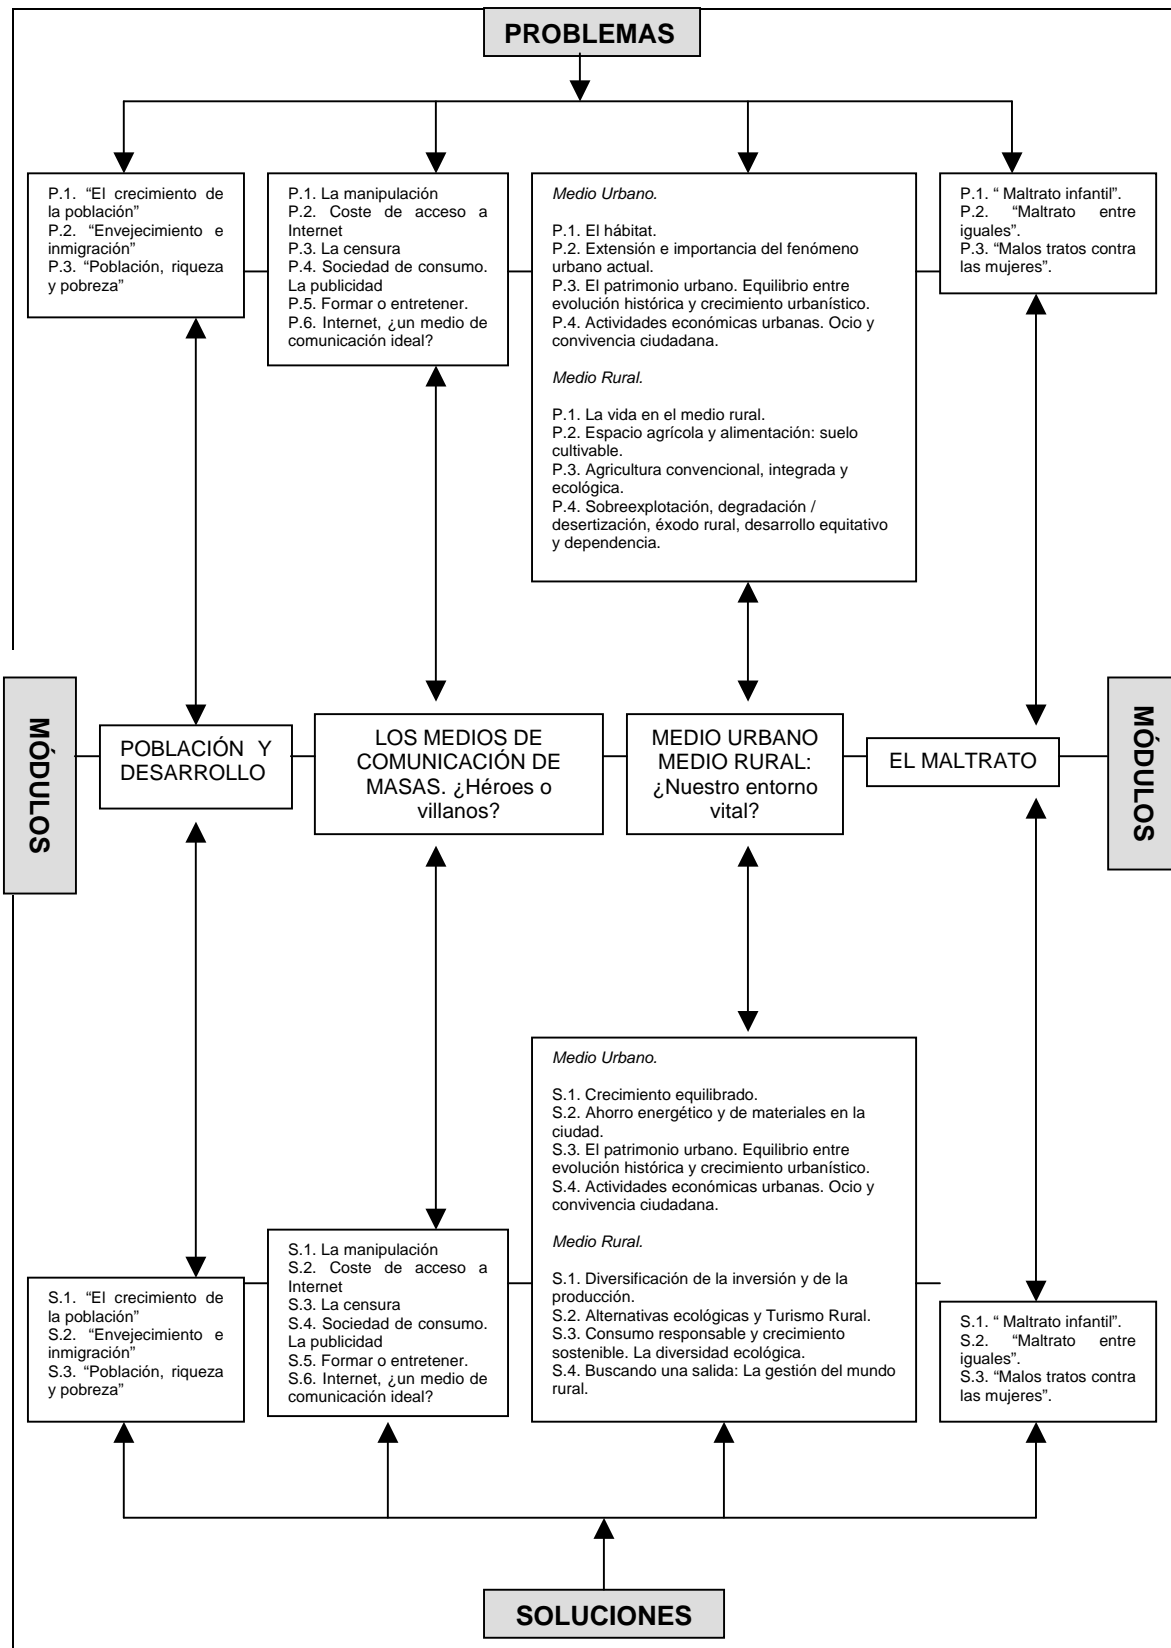 PROBLEMAS
P.1. “El crecimiento de
la población”
P.2. “Envejecimiento e
inmigración”
P.3. “Población, riqueza
y pobreza”
P.1. La manipulación
P.2. Coste de acceso a
Internet
P.3. La censura
P.4. Sociedad de consumo.
La publicidad
P.5. Formar o entretener.
P.6. Internet, ¿un medio de
comunicación ideal?
Medio Urbano.
P.1. El hábitat.
P.2. Extensión e importancia del fenómeno
urbano actual.
P.3. El patrimonio urbano. Equilibrio entre
evolución histórica y crecimiento urbanístico.
P.4. Actividades económicas urbanas. Ocio y
convivencia ciudadana.
Medio Rural.
P.1. La vida en el medio rural.
P.2. Espacio agrícola y alimentación: suelo
cultivable.
P.3. Agricultura convencional, integrada y
ecológica.
P.4. Sobreexplotación, degradación /
desertización, éxodo rural, desarrollo equitativo
y dependencia.
P.1. “ Maltrato infantil”.
P.2. “Maltrato entre
iguales”.
P.3. “Malos tratos contra
las mujeres”.
MÓDULOS
POBLACIÓN Y
DESARROLLO
LOS MEDIOS DE
COMUNICACIÓN DE
MASAS. ¿Héroes o
villanos?
MEDIO URBANO
MEDIO RURAL:
¿Nuestro entorno
vital?
EL MALTRATO
MÓDULOS
S.1. “El crecimiento de
la población”
S.2. “Envejecimiento e
inmigración”
S.3. “Población, riqueza
y pobreza”
S.1. La manipulación
S.2. Coste de acceso a
Internet
S.3. La censura
S.4. Sociedad de consumo.
La publicidad
S.5. Formar o entretener.
S.6. Internet, ¿un medio de
comunicación ideal?
Medio Urbano.
S.1. Crecimiento equilibrado.
S.2. Ahorro energético y de materiales en la
ciudad.
S.3. El patrimonio urbano. Equilibrio entre
evolución histórica y crecimiento urbanístico.
S.4. Actividades económicas urbanas. Ocio y
convivencia ciudadana.
Medio Rural.
S.1. Diversificación de la inversión y de la
producción.
S.2. Alternativas ecológicas y Turismo Rural.
S.3. Consumo responsable y crecimiento
sostenible. La diversidad ecológica.
S.4. Buscando una salida: La gestión del mundo
rural.
S.1. “ Maltrato infantil”.
S.2. “Maltrato entre
iguales”.
S.3. “Malos tratos contra
las mujeres”.
SOLUCIONES